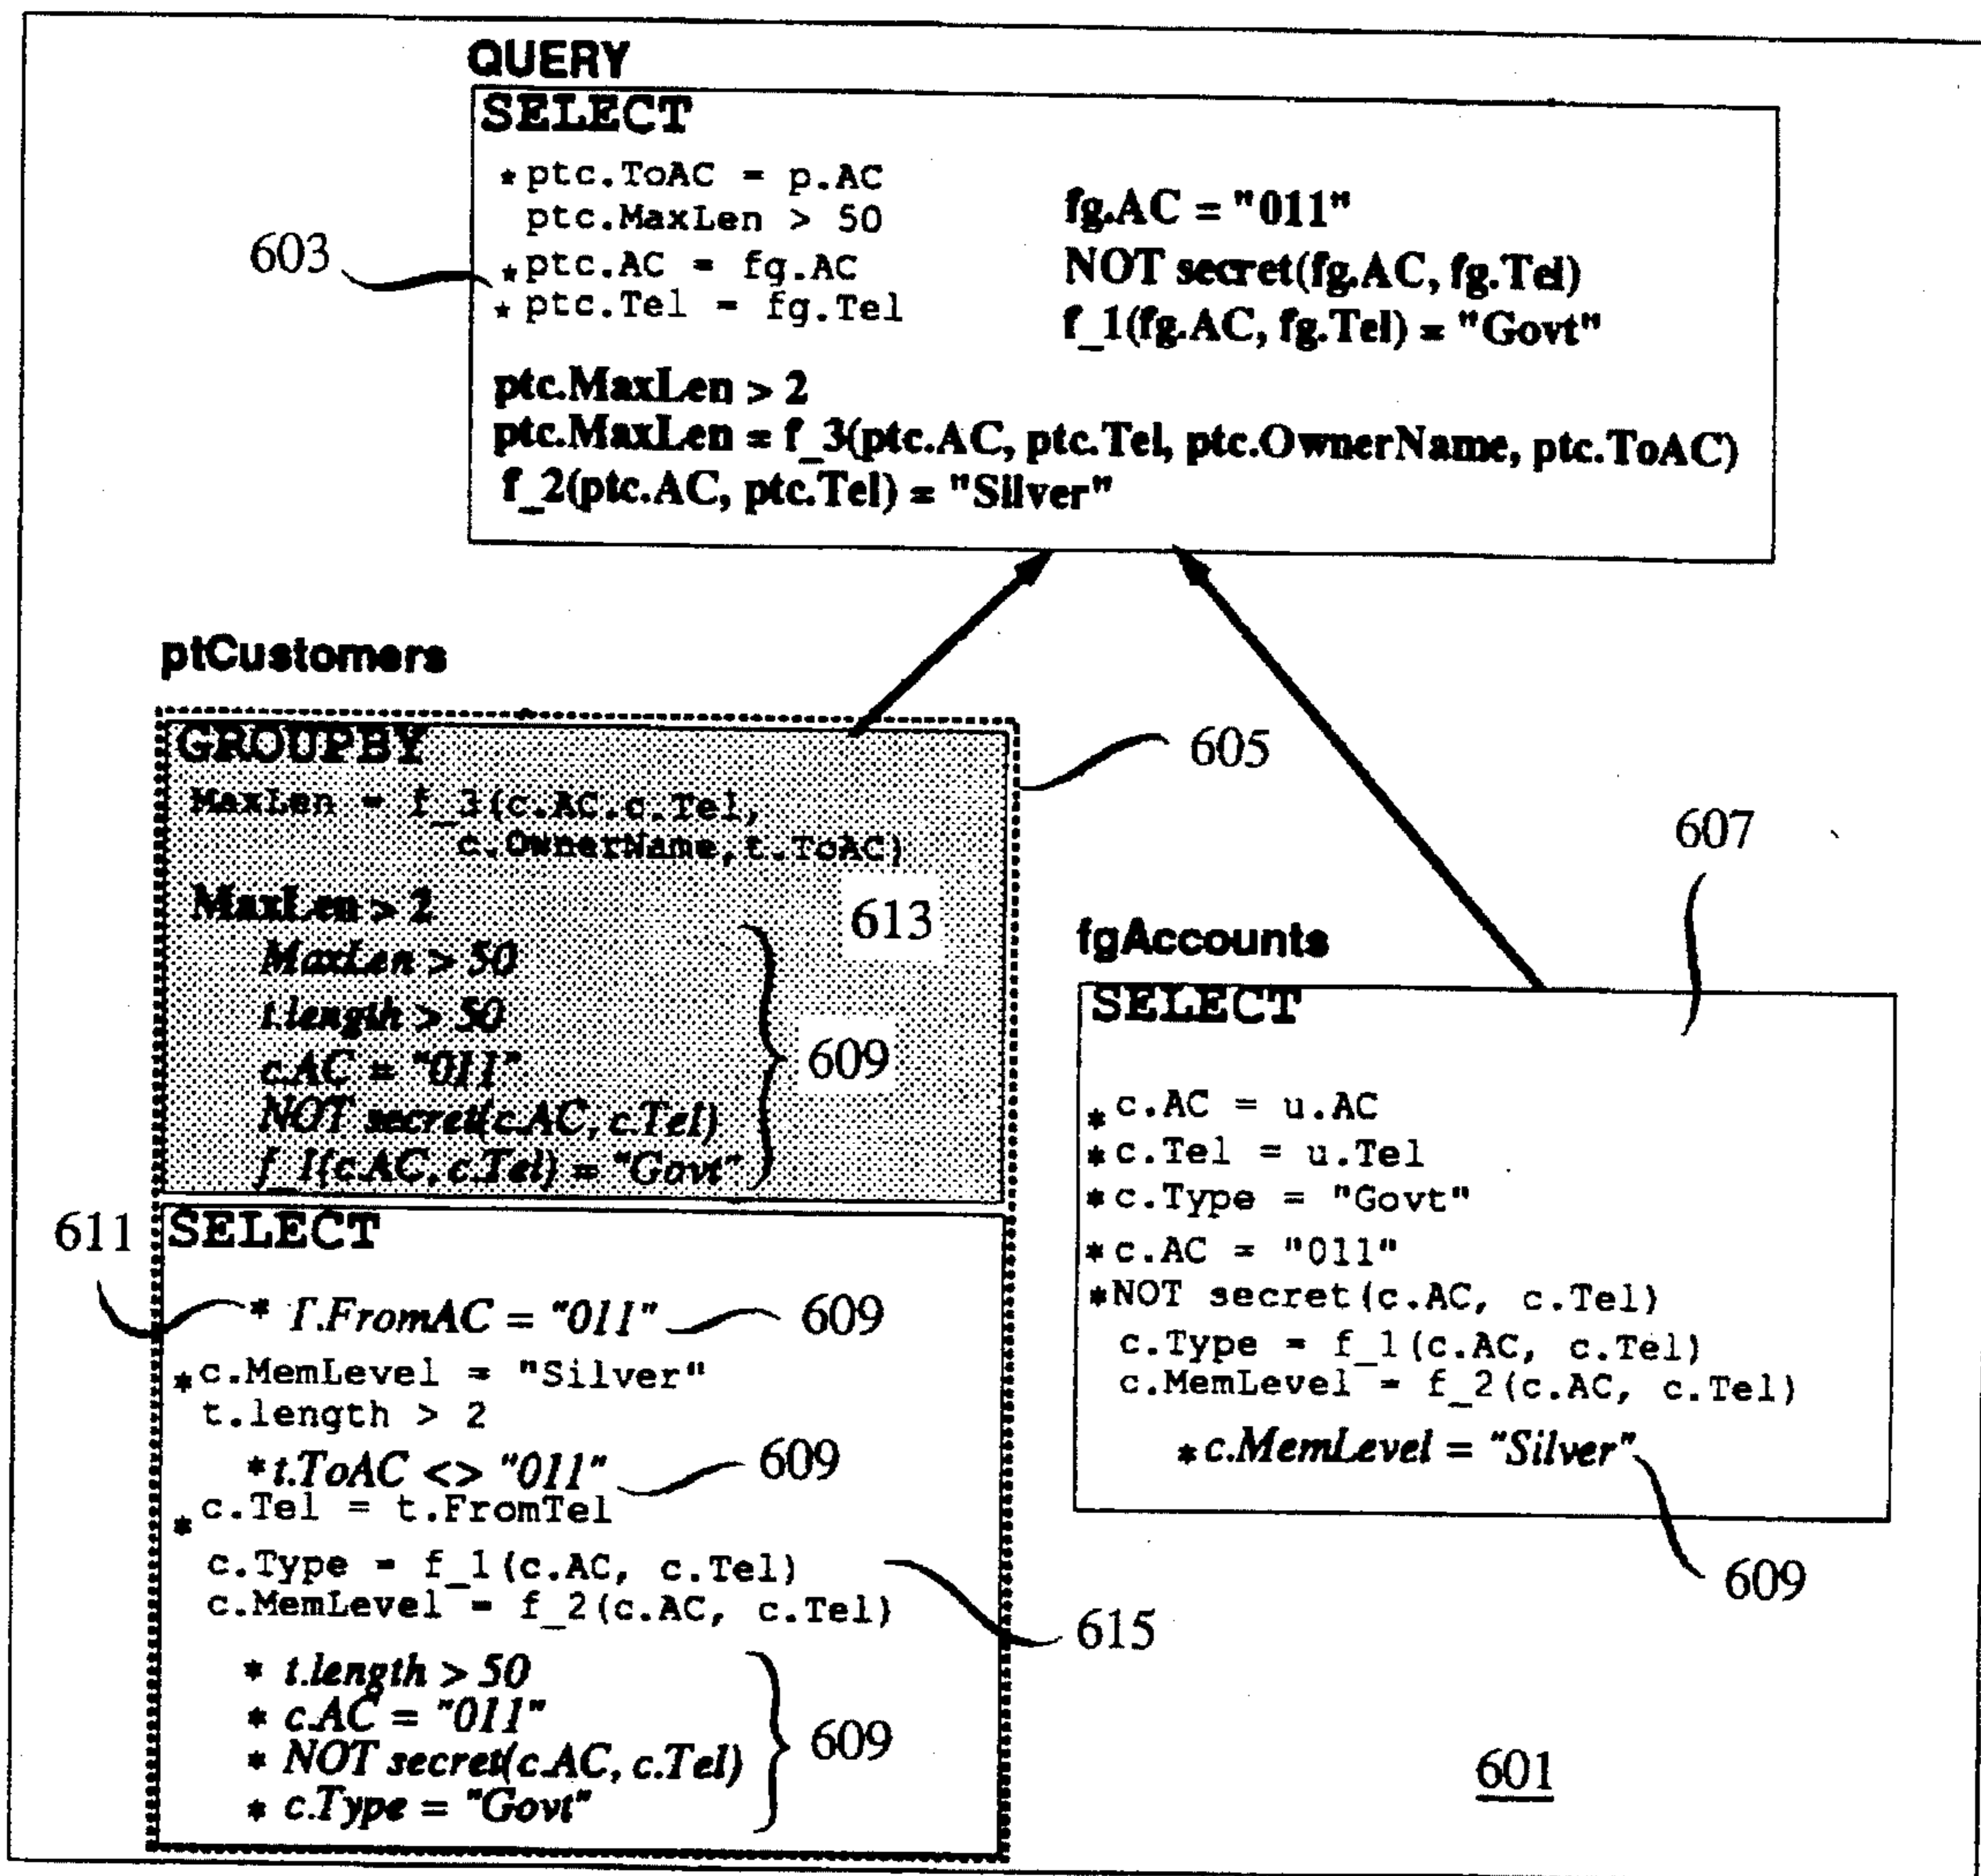 QUERY
SELECT
*ptc.ToAC = p.AC
ptc.MaxLen > 50
603
*ptc.AC = fg.AC
*ptc.Tel = fg.Tel
fg.AC = "011"
NOT secret(fg.AC, fg.Tel)
f_1(fg.AC, fg.Tel) = "Govt"
ptc.MaxLen > 2
ptc.MaxLen = f_3(ptc.AC, ptc.Tel, ptc.OwnerName, ptc.ToAC)
f_2(ptc.AC, ptc.Tel) = "Silver"
ptCustomers
605
GROUPBY
MaxLen = f_3(c.AC.c.Tel,
c.OwnerName,t.ToAC)
MaxLen > 2
613
MaxLen > 50
t.length > 50
c.AC = "011"
609
NOT secret(c.AC, c.Tel)
f_1(c.AC, c.Tel) = "Govt"
611
SELECT
* T.FromAC = "011"
609
*c.MemLevel = "Silver"
t.length > 2
*t.ToAC <> "011"
609
*c.Tel = t.FromTel
c.Type = f_1(c.AC, c.Tel)
c.MemLevel = f_2(c.AC, c.Tel)
615
* t.length > 50
* c.AC = "011"
* NOT secret(c.AC, c.Tel)
* c.Type = "Govt"
609
607
fgAccounts
SELECT
*c.AC = u.AC
*c.Tel = u.Tel
*c.Type = "Govt"
*c.AC = "011"
*NOT secret(c.AC, c.Tel)
c.Type = f_1(c.AC, c.Tel)
c.MemLevel = f_2(c.AC, c.Tel)
*c.MemLevel = "Silver"
609
601